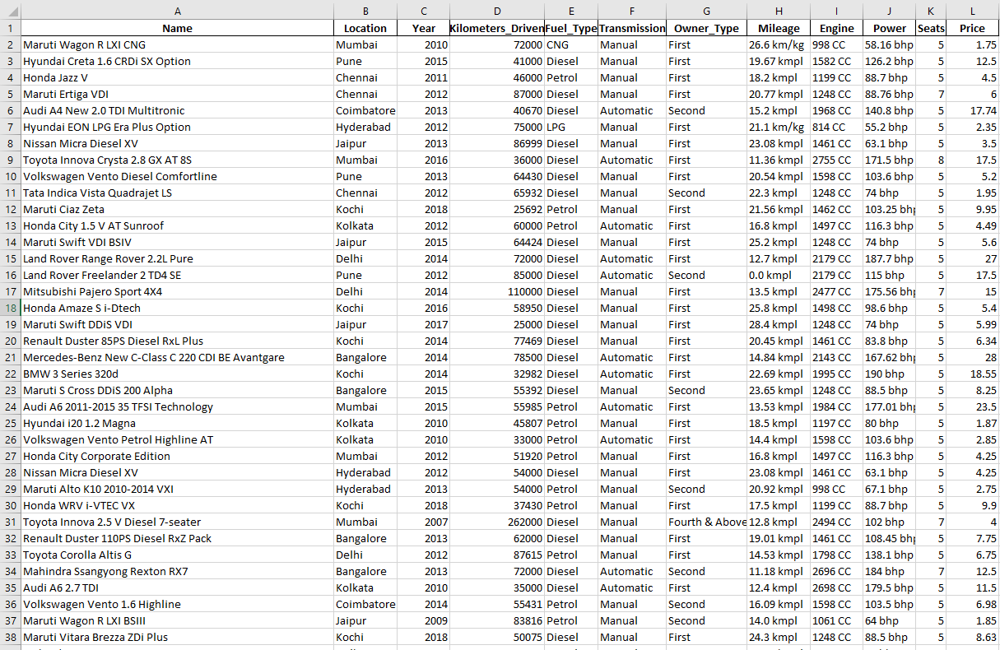 A B C D E F G H I J K L
1 Name Location Year Kilometers_Driven Fuel_Type Transmission Owner_Type Mileage Engine Power Seats Price
2 Maruti Wagon R LXI CNG Mumbai 2010 72000 CNG Manual First 26.6 km/kg 998 CC 58.16 bhp 5 1.75
3 Hyundai Creta 1.6 CRDi SX Option Pune 2015 41000 Diesel Manual First 19.67 kmpl 1582 CC 126.2 bhp 5 12.5
4 Honda Jazz V Chennai 2011 46000 Petrol Manual First 18.2 kmpl 1199 CC 88.7 bhp 5 4.5
5 Maruti Ertiga VDI Chennai 2012 87000 Diesel Manual First 20.77 kmpl 1248 CC 88.76 bhp 7 6
6 Audi A4 New 2.0 TDI Multitronic Coimbatore 2013 40670 Diesel Automatic Second 15.2 kmpl 1968 CC 140.8 bhp 5 17.74
7 Hyundai EON LPG Era Plus Option Hyderabad 2012 75000 LPG Manual First 21.1 km/kg 814 CC 55.2 bhp 5 2.35
8 Nissan Micra Diesel XV Jaipur 2013 86999 Diesel Manual First 23.08 kmpl 1461 CC 63.1 bhp 5 3.5
9 Toyota Innova Crysta 2.8 GX AT 8S Mumbai 2016 36000 Diesel Automatic First 11.36 kmpl 2755 CC 171.5 bhp 8 17.5
10 Volkswagen Vento Diesel Comfortline Pune 2013 64430 Diesel Manual First 20.54 kmpl 1598 CC 103.6 bhp 5 5.2
11 Tata Indica Vista Quadrajet LS Chennai 2012 65932 Diesel Manual Second 22.3 kmpl 1248 CC 74 bhp 5 1.95
12 Maruti Ciaz Zeta Kochi 2018 25692 Petrol Manual First 21.56 kmpl 1462 CC 103.25 bhp 5 9.95
13 Honda City 1.5 V AT Sunroof Kolkata 2012 60000 Petrol Automatic First 16.8 kmpl 1497 CC 116.3 bhp 5 4.49
14 Maruti Swift VDI BSIV Jaipur 2015 64424 Diesel Manual First 25.2 kmpl 1248 CC 74 bhp 5 5.6
15 Land Rover Range Rover 2.2L Pure Delhi 2014 72000 Diesel Automatic First 12.7 kmpl 2179 CC 187.7 bhp 5 27
16 Land Rover Freelander 2 TD4 SE Pune 2012 85000 Diesel Automatic Second 0.0 kmpl 2179 CC 115 bhp 5 17.5
17 Mitsubishi Pajero Sport 4X4 Delhi 2014 110000 Diesel Manual First 13.5 kmpl 2477 CC 175.56 bhp 7 15
18 Honda Amaze S i-Dtech Kochi 2016 58950 Diesel Manual First 25.8 kmpl 1498 CC 98.6 bhp 5 5.4
19 Maruti Swift DDiS VDI Jaipur 2017 25000 Diesel Manual First 28.4 kmpl 1248 CC 74 bhp 5 5.99
20 Renault Duster 85PS Diesel RxL Plus Kochi 2014 77469 Diesel Manual First 20.45 kmpl 1461 CC 83.8 bhp 5 6.34
21 Mercedes-Benz New C-Class C 220 CDI BE Avantgare Bangalore 2014 78500 Diesel Automatic First 14.84 kmpl 2143 CC 167.62 bhp 5 28
22 BMW 3 Series 320d Kochi 2014 32982 Diesel Automatic First 22.69 kmpl 1995 CC 190 bhp 5 18.55
23 Maruti S Cross DDiS 200 Alpha Bangalore 2015 55392 Diesel Manual Second 23.65 kmpl 1248 CC 88.5 bhp 5 8.25
24 Audi A6 2011-2015 35 TFSI Technology Mumbai 2015 55985 Petrol Automatic First 13.53 kmpl 1984 CC 177.01 bhp 5 23.5
25 Hyundai i20 1.2 Magna Kolkata 2010 45807 Petrol Manual First 18.5 kmpl 1197 CC 80 bhp 5 1.87
26 Volkswagen Vento Petrol Highline AT Kolkata 2010 33000 Petrol Automatic First 14.4 kmpl 1598 CC 103.6 bhp 5 2.85
27 Honda City Corporate Edition Mumbai 2012 51920 Petrol Manual First 16.8 kmpl 1497 CC 116.3 bhp 5 4.25
28 Nissan Micra Diesel XV Hyderabad 2012 54000 Diesel Manual First 23.08 kmpl 1461 CC 63.1 bhp 5 4.25
29 Maruti Alto K10 2010-2014 VXI Hyderabad 2013 54000 Petrol Manual Second 20.92 kmpl 998 CC 67.1 bhp 5 2.75
30 Honda WRV i-VTEC VX Kochi 2018 37430 Petrol Manual First 17.5 kmpl 1199 CC 88.7 bhp 5 9.9
31 Toyota Innova 2.5 V Diesel 7-seater Mumbai 2007 262000 Diesel Manual Fourth & Above 12.8 kmpl 2494 CC 102 bhp 7 4
32 Renault Duster 110PS Diesel RxZ Pack Bangalore 2013 62000 Diesel Manual First 19.01 kmpl 1461 CC 108.45 bhp 5 7.75
33 Toyota Corolla Altis G Delhi 2012 87615 Petrol Manual First 14.53 kmpl 1798 CC 138.1 bhp 5 6.75
34 Mahindra Ssangyong Rexton RX7 Bangalore 2013 72000 Diesel Automatic Second 11.18 kmpl 2696 CC 184 bhp 7 12.5
35 Audi A6 2.7 TDI Kolkata 2010 35000 Diesel Automatic First 12.4 kmpl 2698 CC 179.5 bhp 5 11.5
36 Volkswagen Vento 1.6 Highline Coimbatore 2014 55431 Petrol Manual Second 16.09 kmpl 1598 CC 103.5 bhp 5 6.98
37 Maruti Wagon R LXI BSIII Jaipur 2009 83816 Petrol Manual Second 14.0 kmpl 1061 CC 64 bhp 5 1.85
38 Maruti Vitara Brezza ZDi Plus Kochi 2018 50075 Diesel Manual First 24.3 kmpl 1248 CC 88.5 bhp 5 8.63